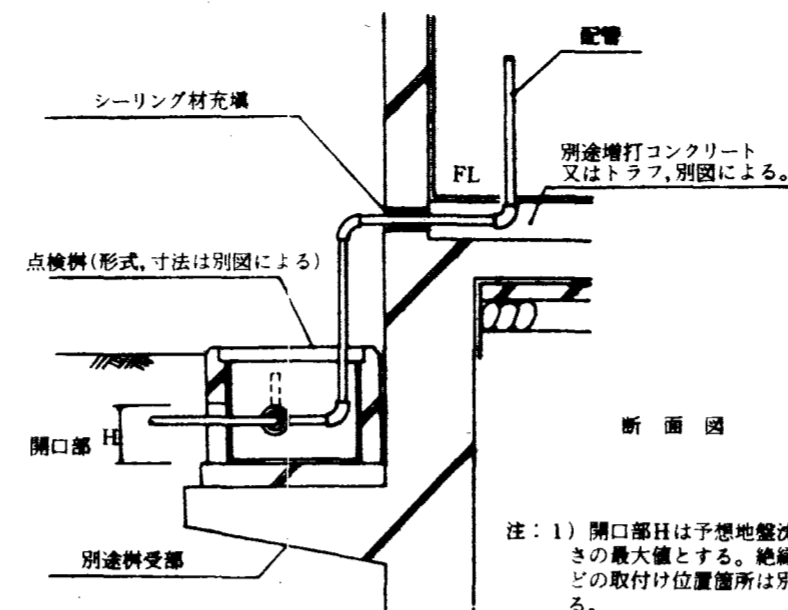 配管
シーリング材充塡
別途増打コンクリート
又はトラフ,別図による。
FL
点検桝(形式,寸法は別図による)
開口部 H
断面図
別途桝受部
注:1) 開口部Hは予想地盤沈
きの最大値とする。絶縁
どの取付け位置箇所は別
る。